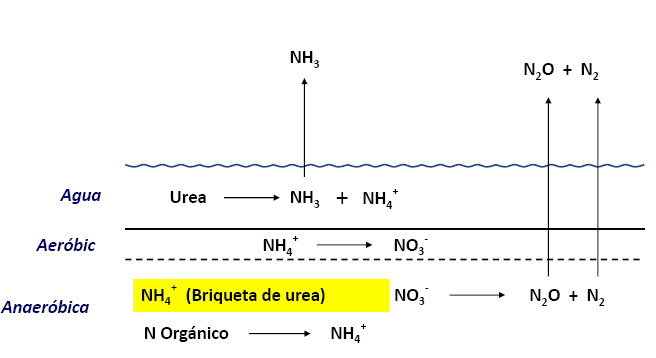 NH₃
N₂O + N₂
Agua
Urea NH₃ + NH₄⁺
Aeróbic NH₄⁺ NO₃⁻
Anaeróbica
NH₄⁺ (Briqueta de urea) NO₃⁻ N₂O + N₂
N Orgánico NH₄⁺